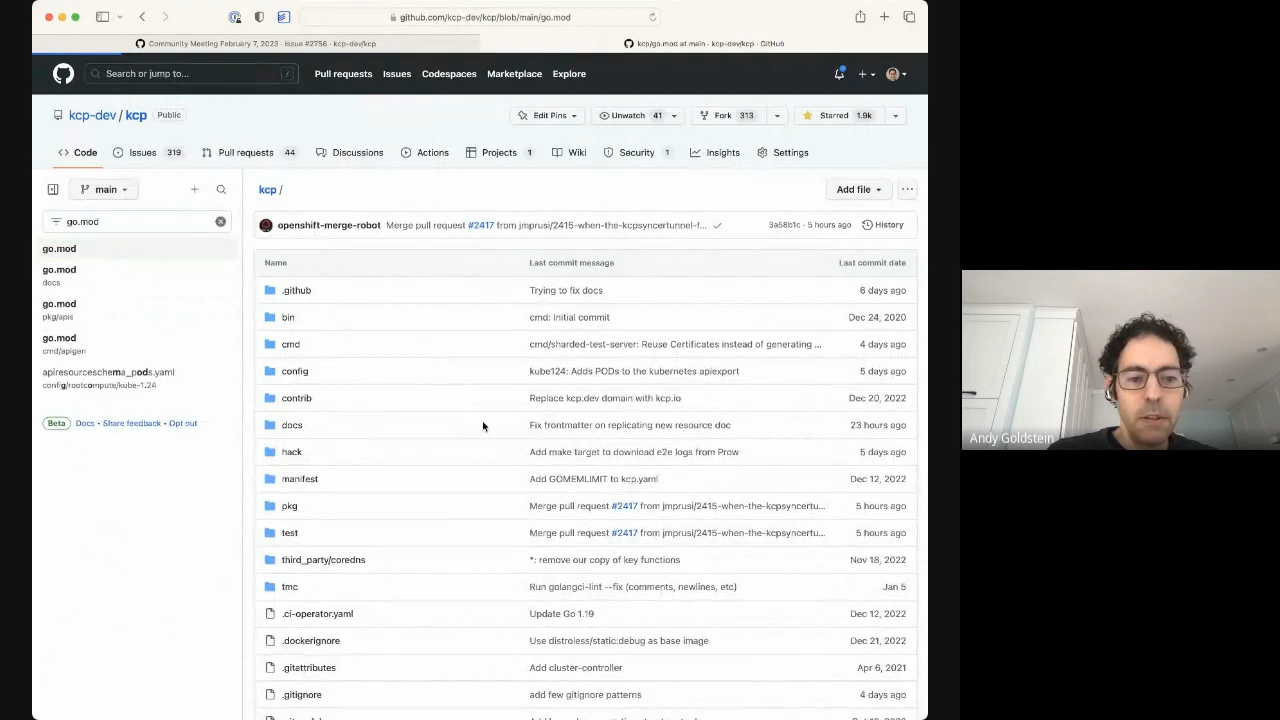 github.com/kcp-dev/kcp/blob/main/go.mod
Community Meeting February 7, 2023 · Issue #2756 · kcp-dev/kcp
kcp/go.mod at main · kcp-dev/kcp · GitHub
Search or jump to... /
Pull requests Issues Codespaces Marketplace Explore
kcp-dev / kcp Public
Edit Pins Unwatch 41 Fork 313 Starred 1.9k
Code Issues 319 Pull requests 44 Discussions Actions Projects 1 Wiki Security 1 Insights Settings
main
kcp /
Add file
go.mod
openshift-merge-robot Merge pull request #2417 from jmprusi/2415-when-the-kcpsyncertunnel-f... 3a58b1c · 5 hours ago History
go.mod
go.mod
docs
go.mod
pkg/apis
go.mod
cmd/apigen
apiresourceschema_pods.yaml
config/rootcompute/kube-1.24
Beta Docs · Share feedback · Opt out
Name Last commit message Last commit date
.github Trying to fix docs 6 days ago
bin cmd: Initial commit Dec 24, 2020
cmd cmd/sharded-test-server: Reuse Certificates instead of generating ... 4 days ago
config kube124: Adds PODs to the kubernetes apiexport 5 days ago
contrib Replace kcp.dev domain with kcp.io Dec 20, 2022
docs Fix frontmatter on replicating new resource doc 23 hours ago
hack Add make target to download e2e logs from Prow 5 days ago
manifest Add GOMEMLIMIT to kcp.yaml Dec 12, 2022
pkg Merge pull request #2417 from jmprusi/2415-when-the-kcpsyncertu... 5 hours ago
test Merge pull request #2417 from jmprusi/2415-when-the-kcpsyncertu... 5 hours ago
third_party/coredns *: remove our copy of key functions Nov 18, 2022
tmc Run golangci-lint --fix (comments, newlines, etc) Jan 5
.ci-operator.yaml Update Go 1.19 Dec 12, 2022
.dockerignore Use distroless/static:debug as base image Dec 21, 2022
.gitattributes Add cluster-controller Apr 6, 2021
.gitignore add few gitignore patterns 4 days ago
Andy Goldstein